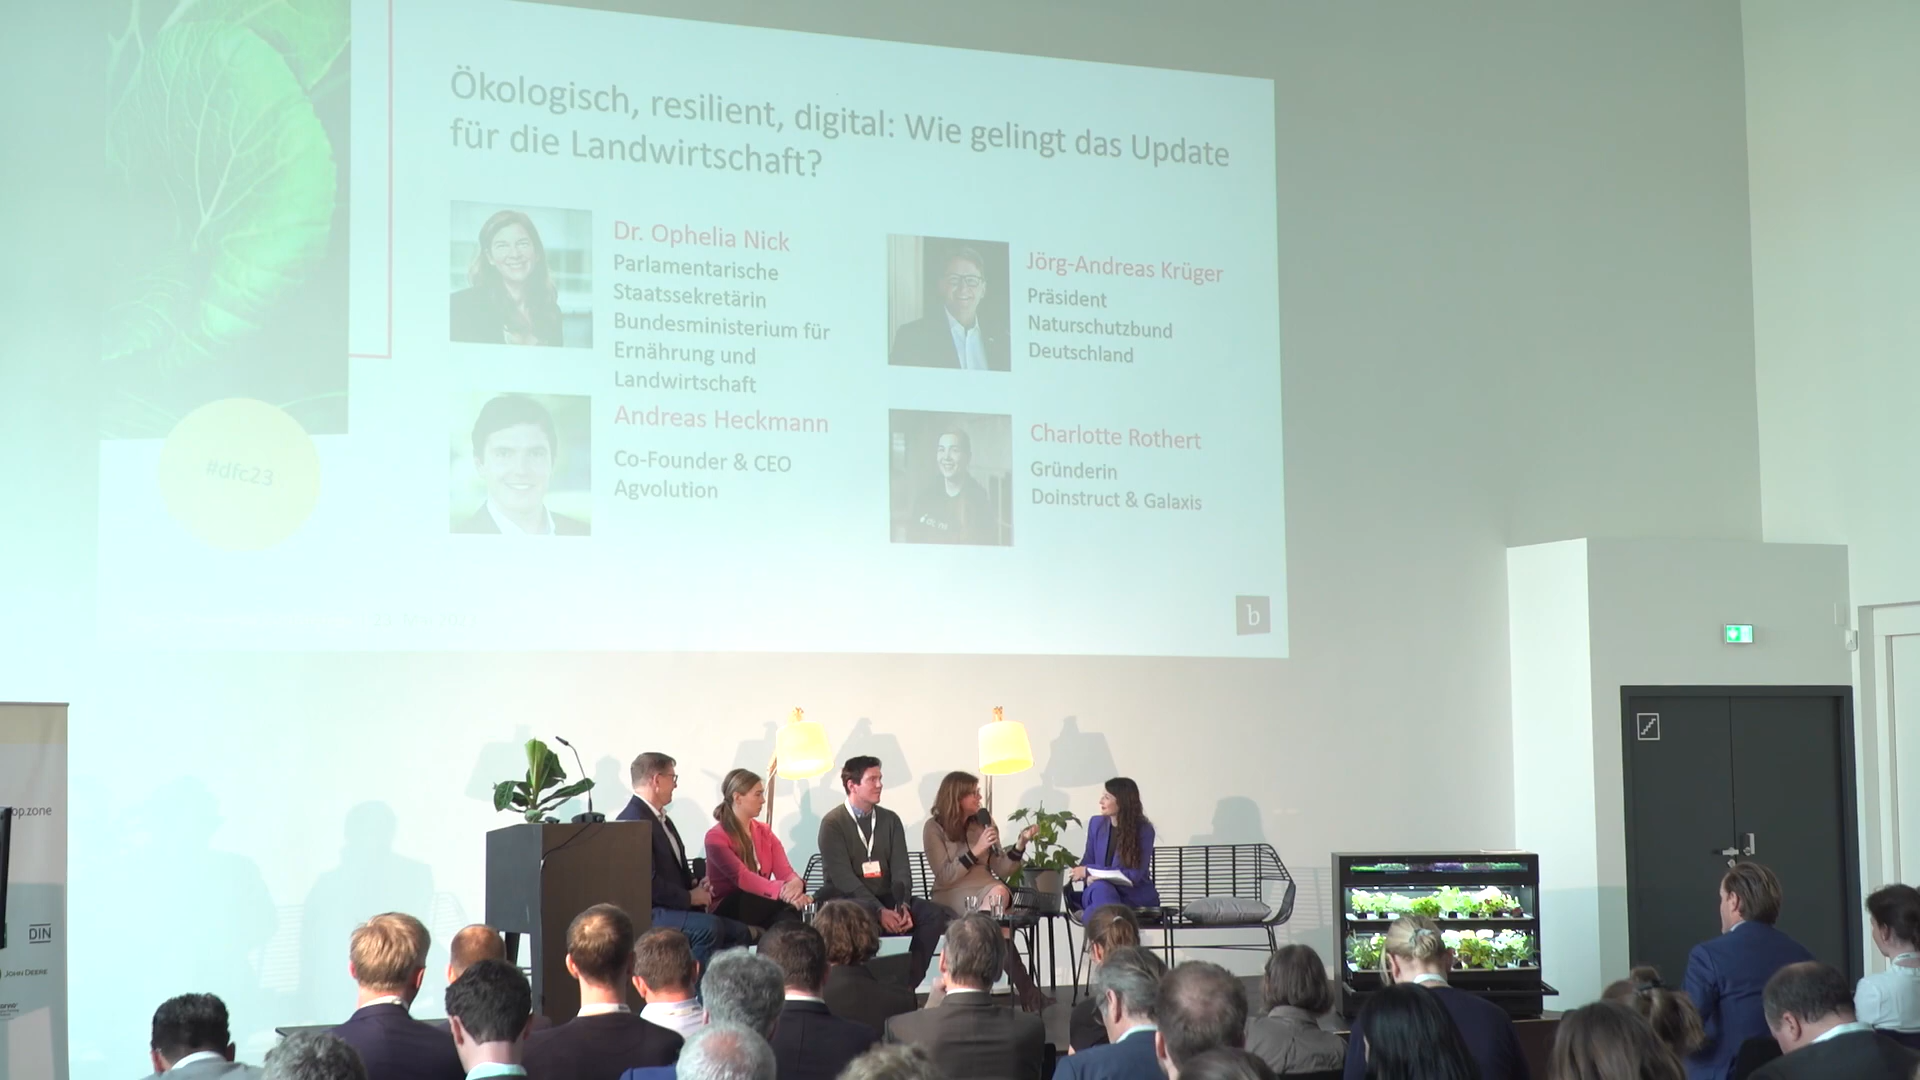 Ökologisch, resilient, digital: Wie gelingt das Update
für die Landwirtschaft?
Dr. Ophelia Nick
Parlamentarische
Staatssekretärin
Bundesministerium für
Ernährung und
Landwirtschaft
Jörg-Andreas Krüger
Präsident
Naturschutzbund
Deutschland
Andreas Heckmann
Co-Founder & CEO
Agvolution
Charlotte Rothert
Gründerin
Doinstruct & Galaxis
#dfc23
b
op.zone
DIN
JOHN DEERE